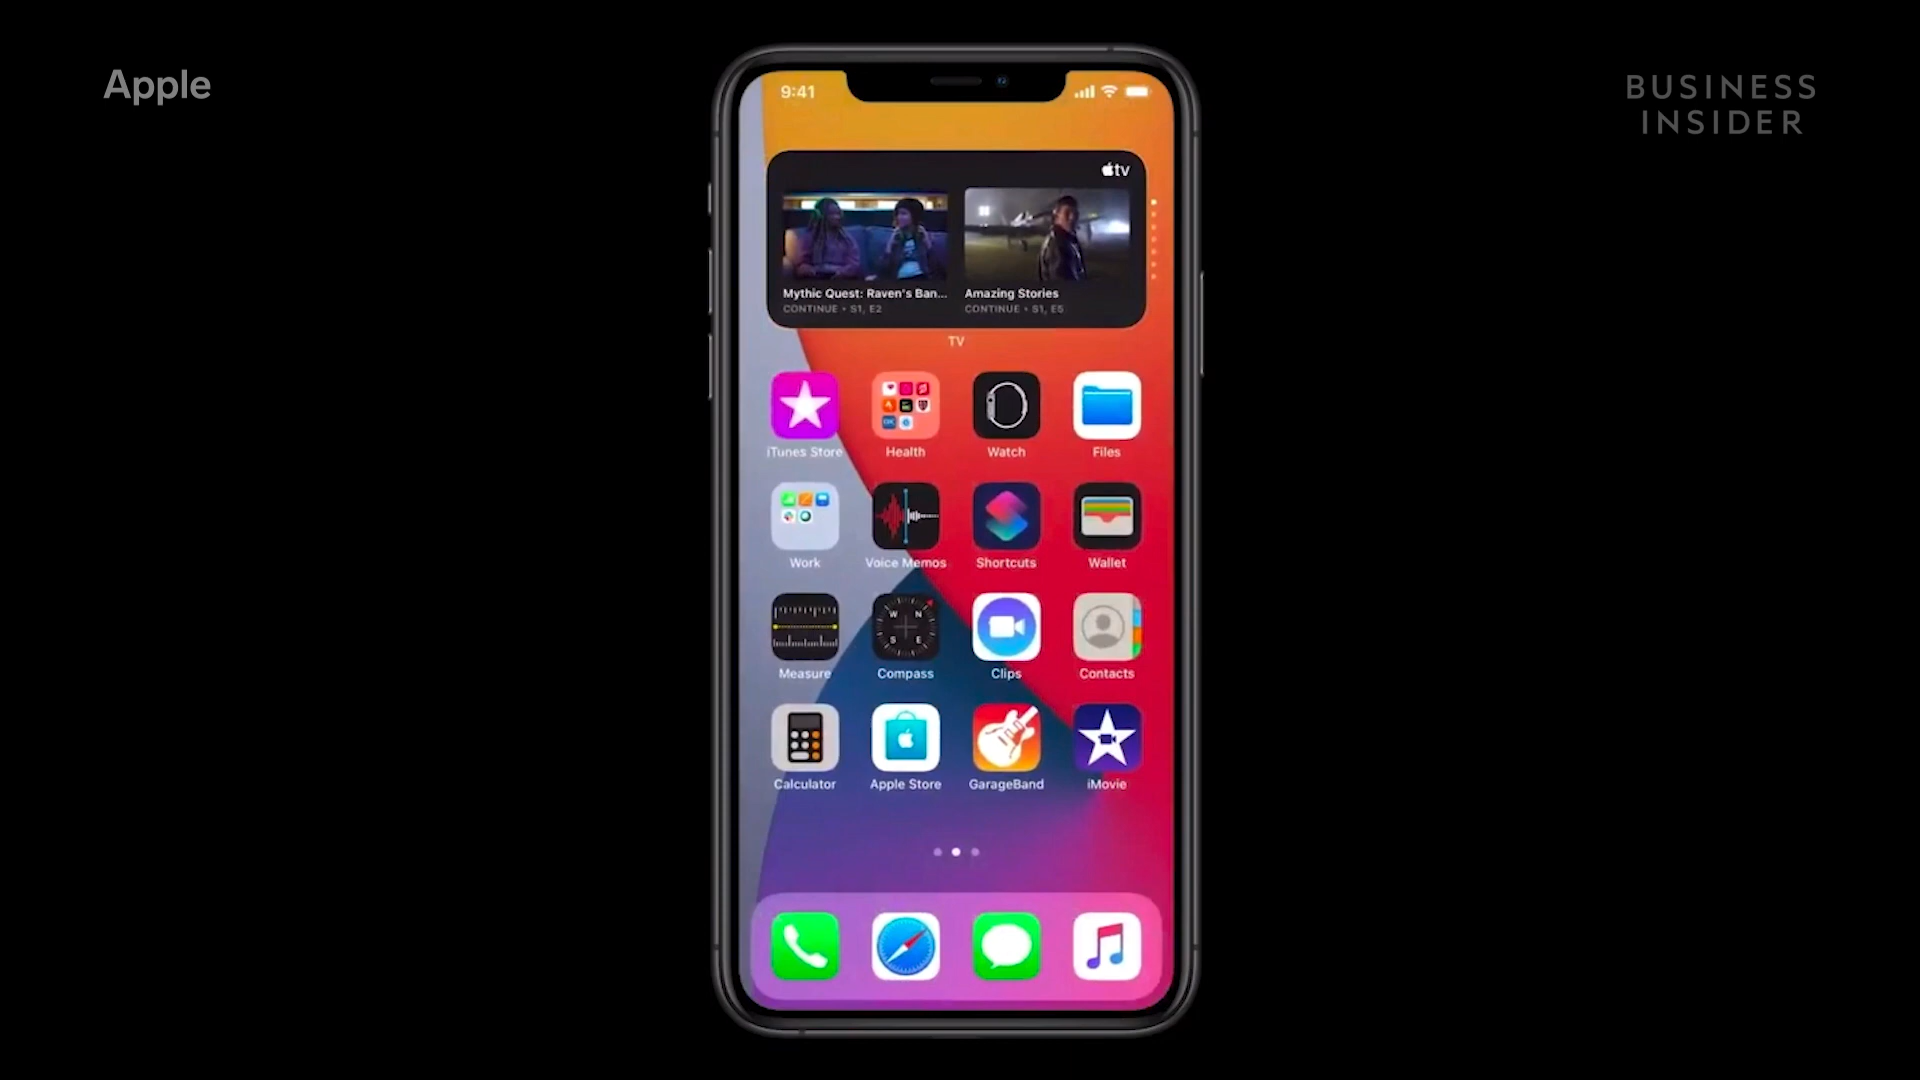 Apple
BUSINESS
INSIDER
9:41
tv
Mythic Quest: Raven's Ban...
CONTINUE • S1, E2
Amazing Stories
CONTINUE • S1, E5
TV
iTunes Store
Health
Watch
Files
Work
Voice Memos
Shortcuts
Wallet
W N
S E
Measure
Compass
Clips
Contacts
Calculator
Apple Store
GarageBand
iMovie